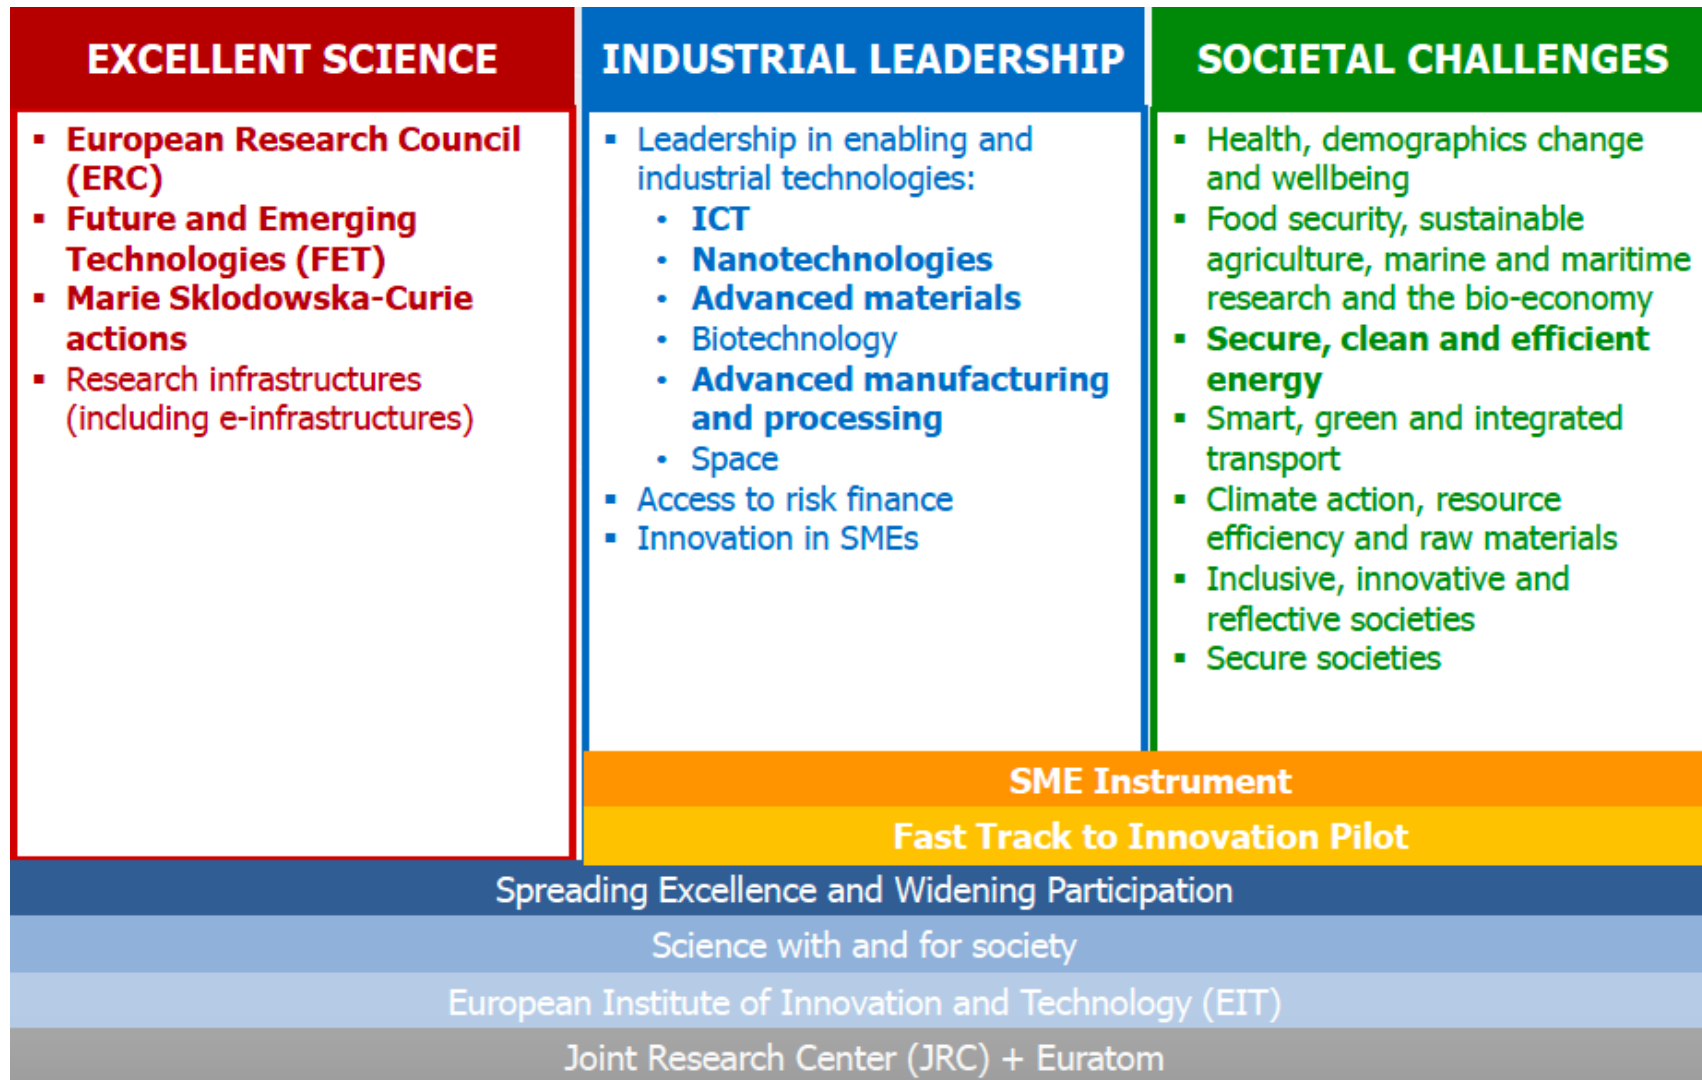 EXCELLENT SCIENCE
▪ European Research Council
(ERC)
▪ Future and Emerging
Technologies (FET)
▪ Marie Sklodowska-Curie
actions
▪ Research infrastructures
(including e-infrastructures)
INDUSTRIAL LEADERSHIP
▪ Leadership in enabling and
industrial technologies:
• ICT
• Nanotechnologies
• Advanced materials
• Biotechnology
• Advanced manufacturing
and processing
• Space
▪ Access to risk finance
▪ Innovation in SMEs
SOCIETAL CHALLENGES
▪ Health, demographics change
and wellbeing
▪ Food security, sustainable
agriculture, marine and maritime
research and the bio-economy
▪ Secure, clean and efficient
energy
▪ Smart, green and integrated
transport
▪ Climate action, resource
efficiency and raw materials
▪ Inclusive, innovative and
reflective societies
▪ Secure societies
SME Instrument
Fast Track to Innovation Pilot
Spreading Excellence and Widening Participation
Science with and for society
European Institute of Innovation and Technology (EIT)
Joint Research Center (JRC) + Euratom